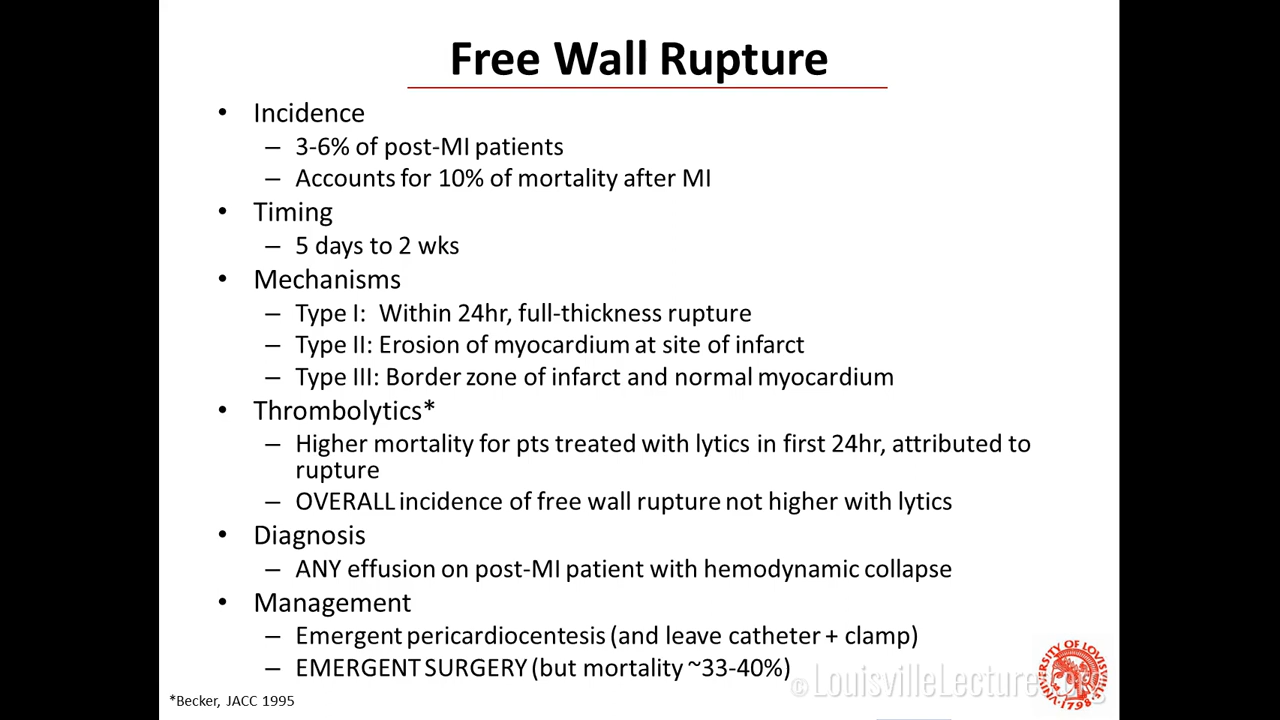 Free Wall Rupture
• Incidence
– 3-6% of post-MI patients
– Accounts for 10% of mortality after MI
• Timing
– 5 days to 2 wks
• Mechanisms
– Type I: Within 24hr, full-thickness rupture
– Type II: Erosion of myocardium at site of infarct
– Type III: Border zone of infarct and normal myocardium
• Thrombolytics*
– Higher mortality for pts treated with lytics in first 24hr, attributed to
rupture
– OVERALL incidence of free wall rupture not higher with lytics
• Diagnosis
– ANY effusion on post-MI patient with hemodynamic collapse
• Management
– Emergent pericardiocentesis (and leave catheter + clamp)
– EMERGENT SURGERY (but mortality ~33-40%)
*Becker, JACC 1995
UNIVERSITY OF LOUISVILLE
1798